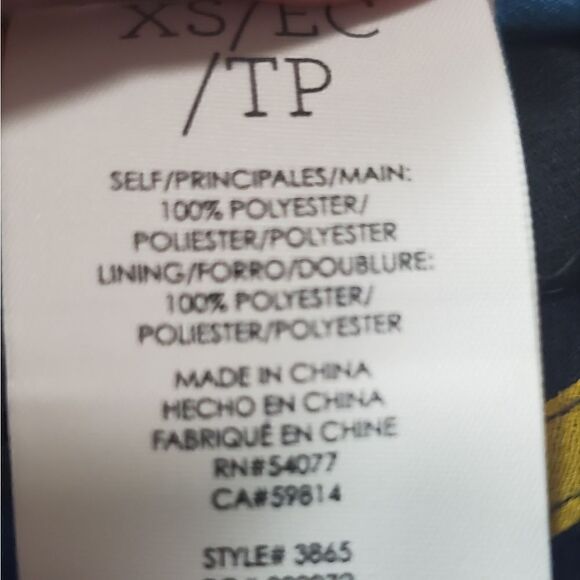 XS/EC
/TP
SELF/PRINCIPALES/MAIN:
100% POLYESTER/
POLIESTER/POLYESTER
LINING/FORRO/DOUBLURE:
100% POLYESTER/
POLIESTER/POLYESTER
MADE IN CHINA
HECHO EN CHINA
FABRIQUÉ EN CHINE
RN#54077
CA#59814
STYLE# 3865